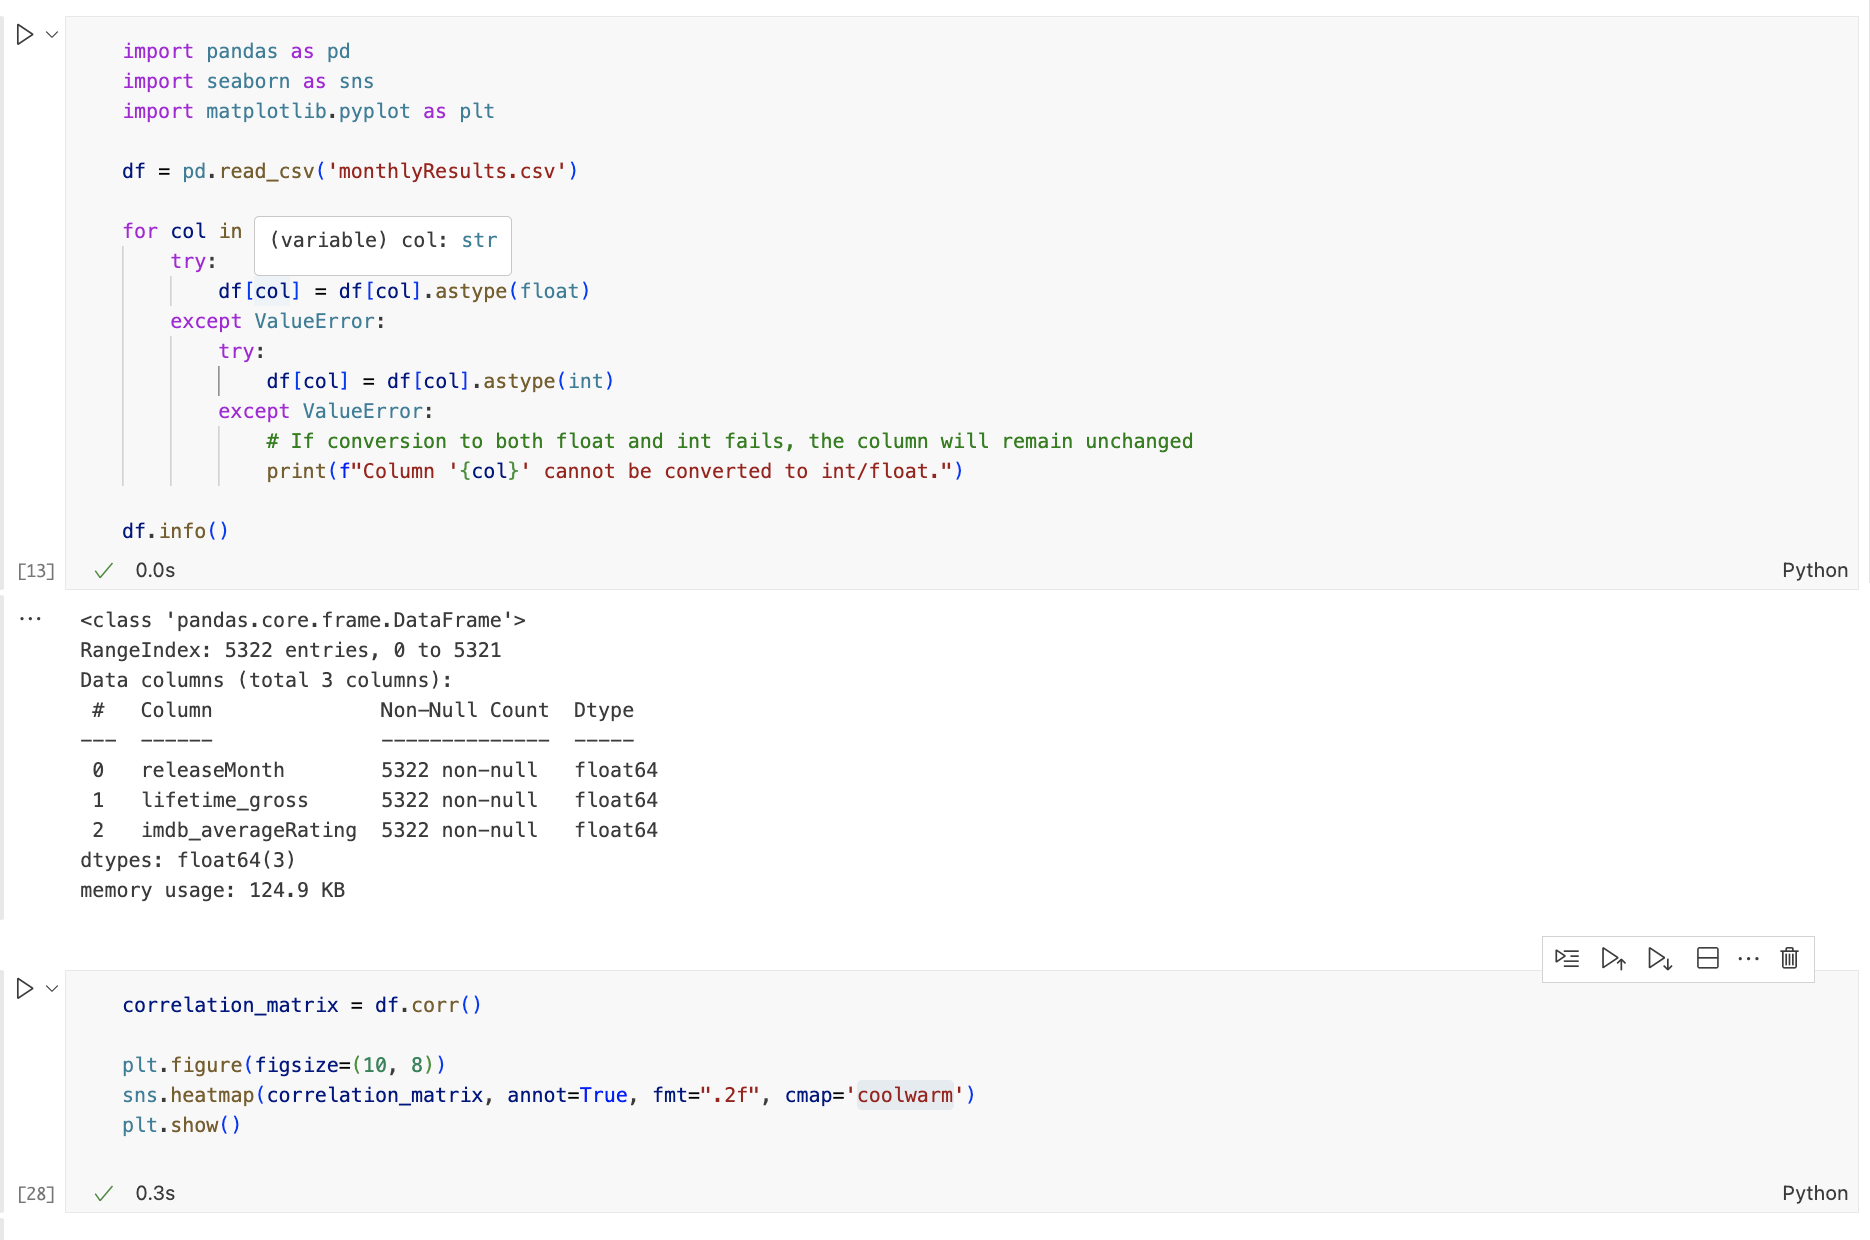 import pandas as pd
import seaborn as sns
import matplotlib.pyplot as plt
df = pd.read_csv('monthlyResults.csv')
for col in
(variable) col: str
try:
df[col] = df[col].astype(float)
except ValueError:
try:
df[col] = df[col].astype(int)
except ValueError:
# If conversion to both float and int fails, the column will remain unchanged
print(f"Column '{col}' cannot be converted to int/float.")
df.info()
[13] 0.0s Python
... <class 'pandas.core.frame.DataFrame'>
RangeIndex: 5322 entries, 0 to 5321
Data columns (total 3 columns):
# Column Non-Null Count Dtype
--- ------ -------------- -----
0 releaseMonth 5322 non-null float64
1 lifetime_gross 5322 non-null float64
2 imdb_averageRating 5322 non-null float64
dtypes: float64(3)
memory usage: 124.9 KB
correlation_matrix = df.corr()
plt.figure(figsize=(10, 8))
sns.heatmap(correlation_matrix, annot=True, fmt=".2f", cmap='coolwarm')
plt.show()
[28] 0.3s Python